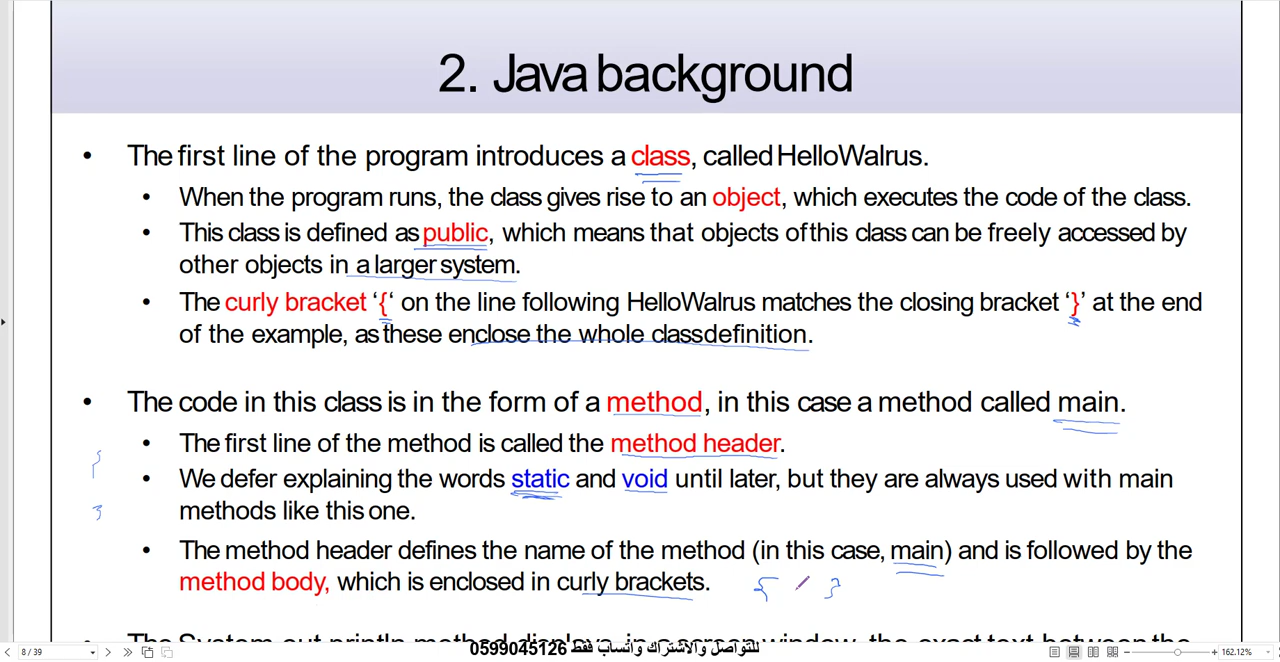 2. Java background
• The first line of the program introduces a class, called HelloWalrus.
• When the program runs, the class gives rise to an object, which executes the code of the class.
• This class is defined as public, which means that objects of this class can be freely accessed by
other objects in a larger system.
• The curly bracket ‘{‘ on the line following HelloWalrus matches the closing bracket ‘}’ at the end
of the example, as these enclose the whole classdefinition.
• The code in this class is in the form of a method, in this case a method called main.
• The first line of the method is called the method header.
• We defer explaining the words static and void until later, but they are always used with main
methods like this one.
• The method header defines the name of the method (in this case, main) and is followed by the
method body, which is enclosed in curly brackets. { }
للتواصل والاشتراك واتساب فقط 0599045126
8 / 39
162.12%